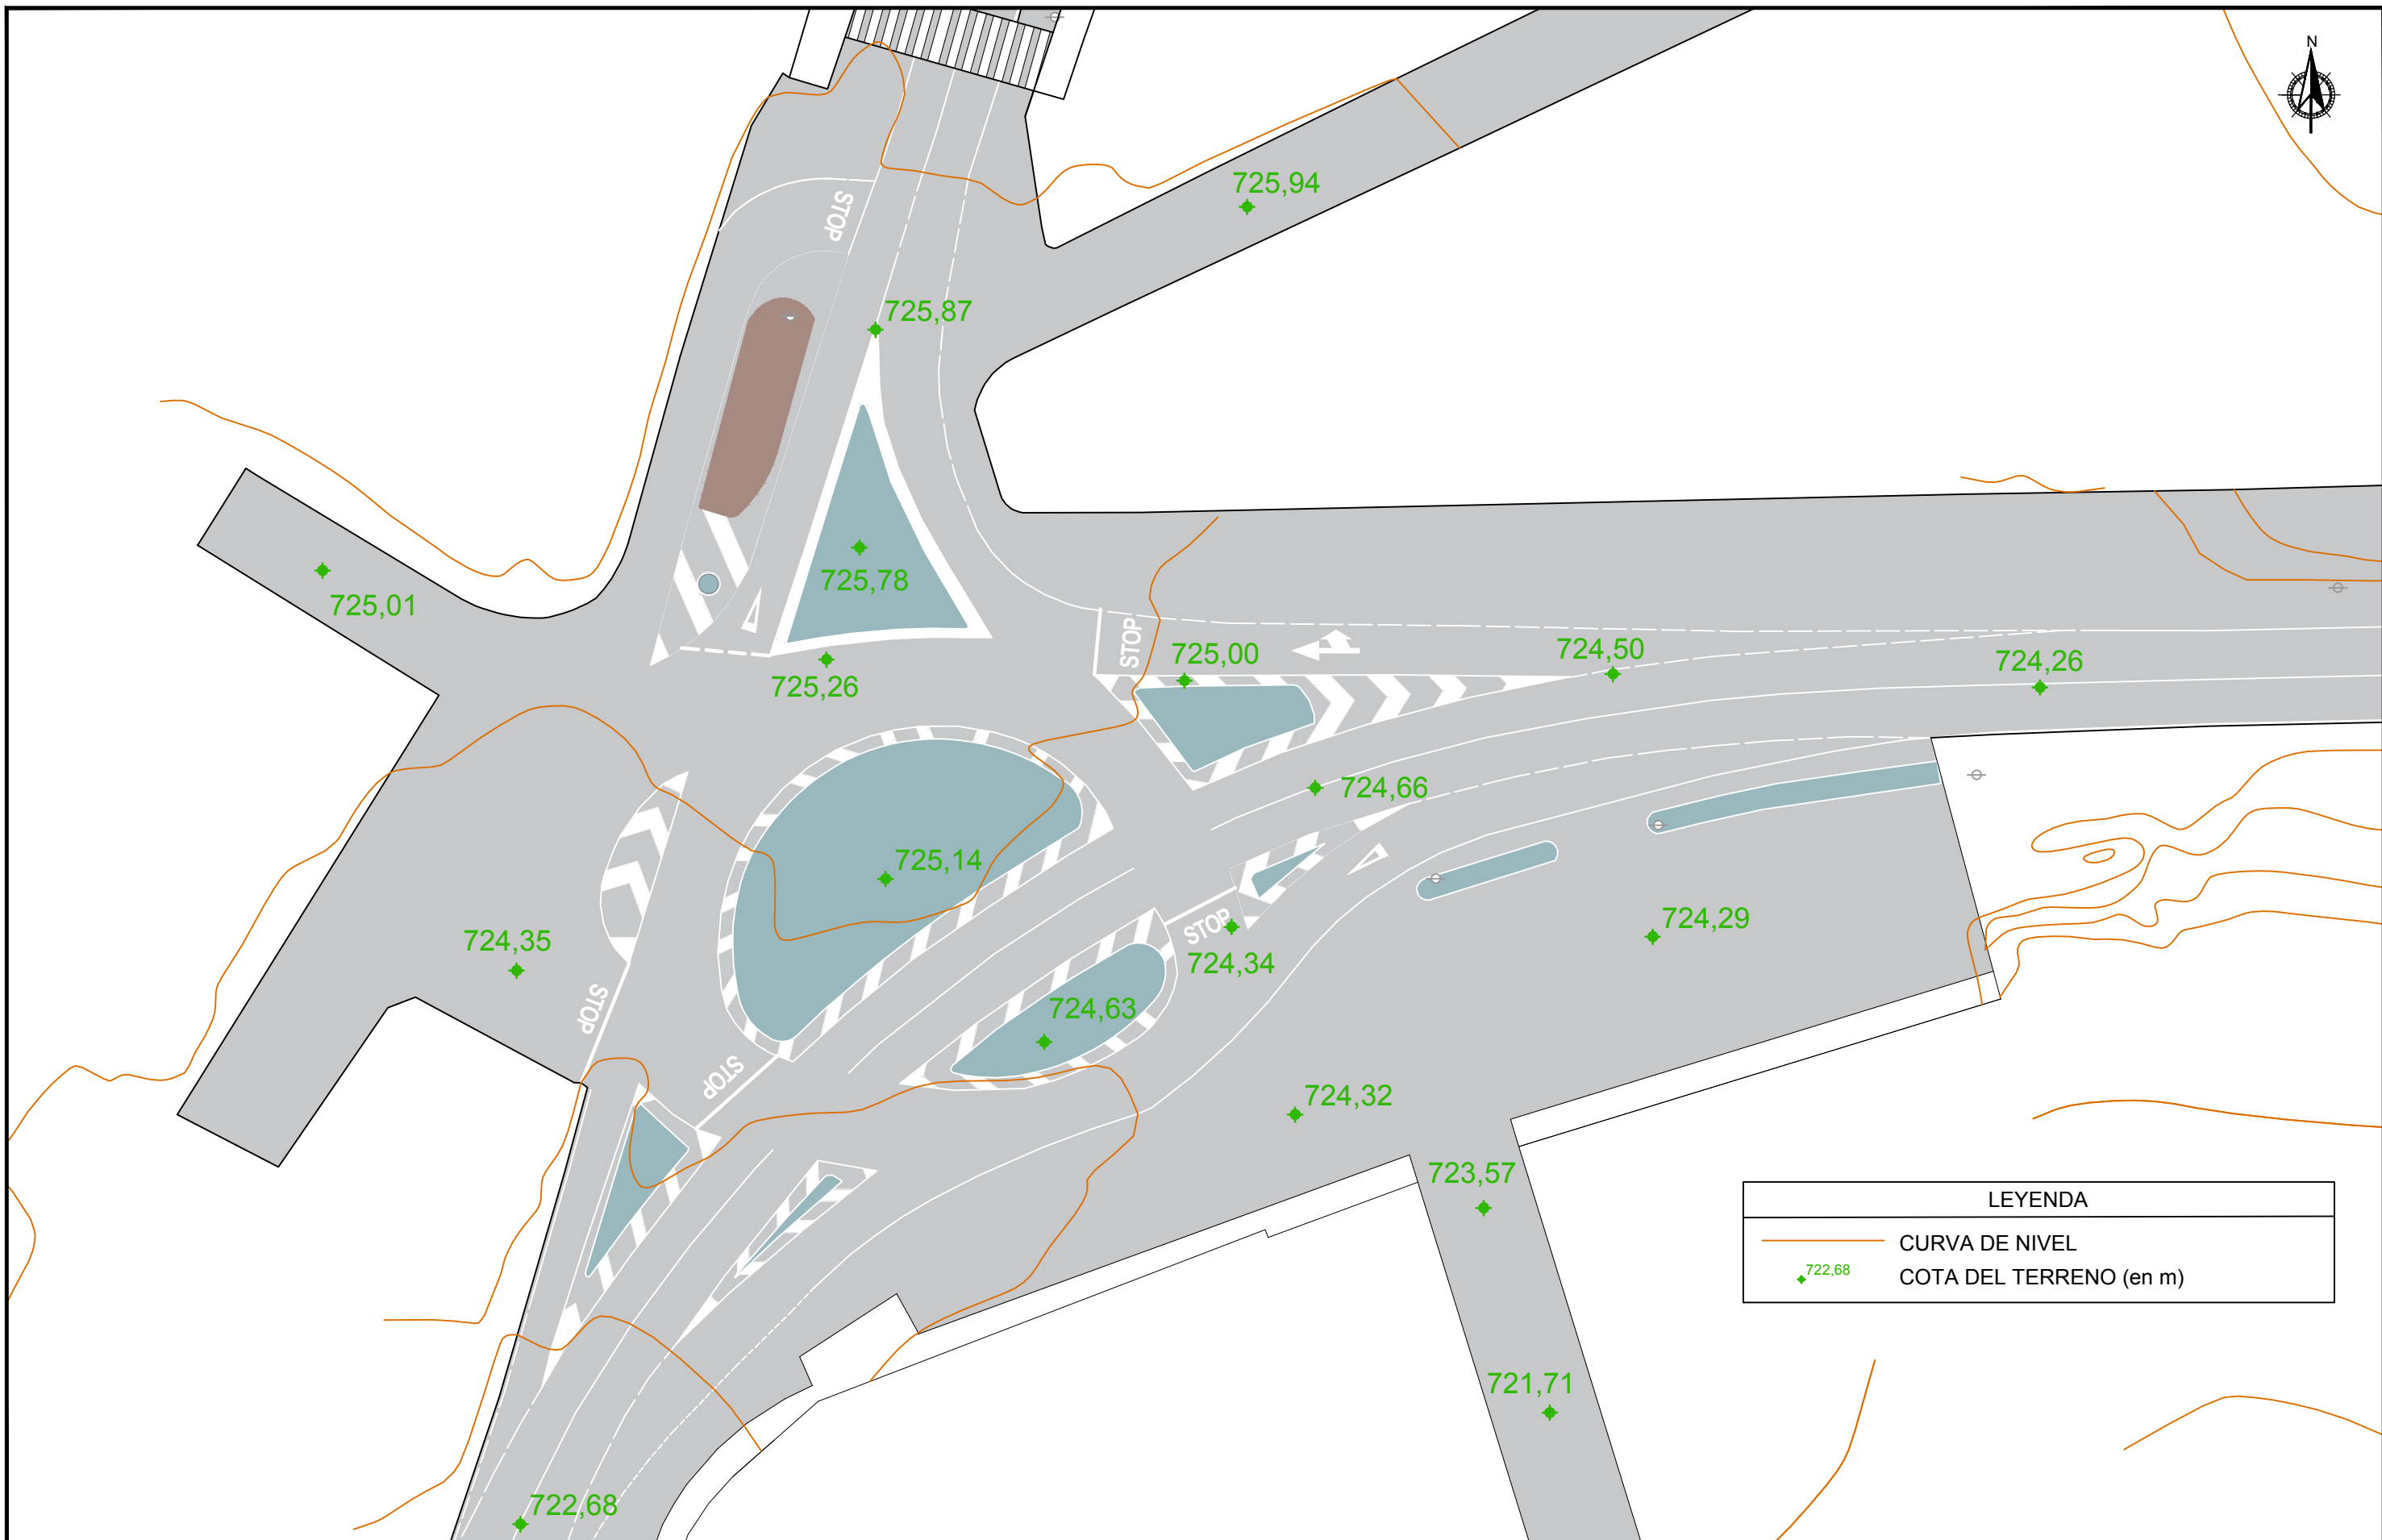 N
725,94
STOP
725,87
725,01
725,78
STOP
725,26
725,00
724,50
724,26
724,66
725,14
724,35
STOP
724,34
724,29
STOP
724,63
STOP
724,32
723,57
LEYENDA
CURVA DE NIVEL
722,68 COTA DEL TERRENO (en m)
721,71
722,68